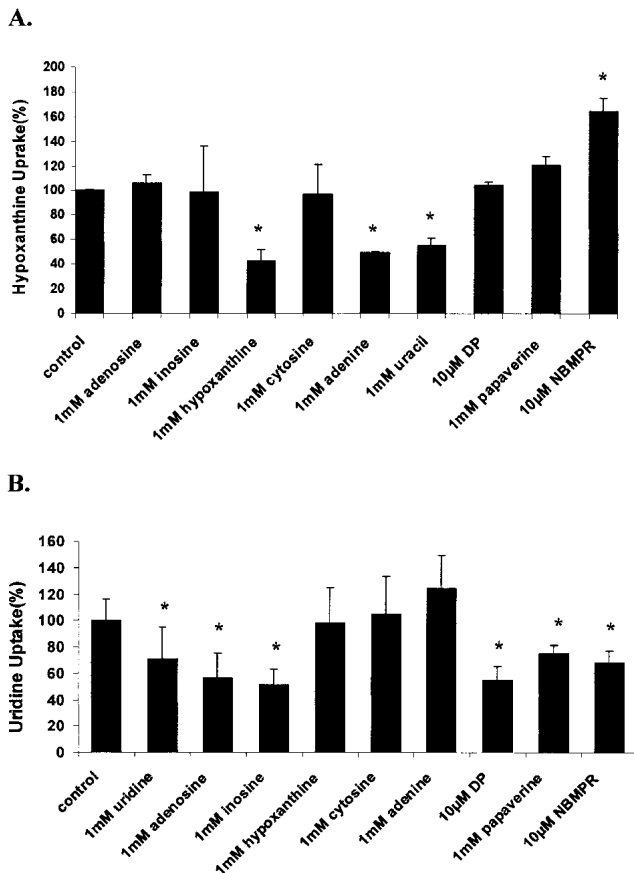 A.
Hypoxanthine Uprake(%)
200
180
160
140
120
100
80
60
40
20
0
*
*
*
*
control
1mM adenosine
1mM inosine
1mM hypoxanthine
1mM cytosine
1mM adenine
1mM uracil
10µM DP
1mM papaverine
10µM NBMPR
B.
Uridine Uptake(%)
160
140
120
100
80
60
40
20
0
*
*
*
*
*
*
control
1mM uridine
1mM adenosine
1mM inosine
1mM hypoxanthine
1mM cytosine
1mM adenine
10µM DP
1mM papaverine
10µM NBMPR